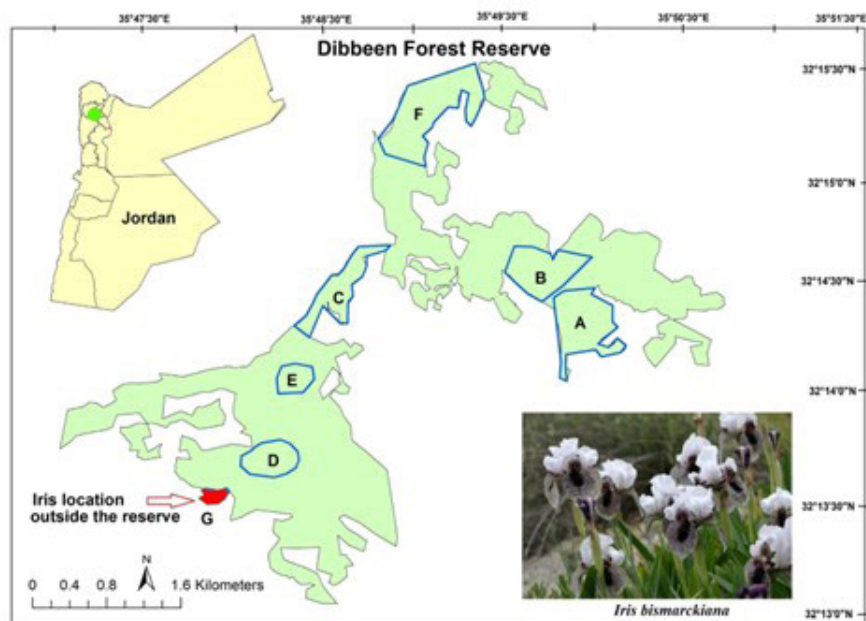 35°47'30"E 35°48'30"E 35°49'30"E 35°50'30"E 35°51'30"E
Dibbeen Forest Reserve
32°15'30"N
F
32°15'0"N
Jordan
B
32°14'30"N
C
A
E
32°14'0"N
D
Iris location
outside the reserve
G
32°13'30"N
N
0 0.8 1.6 Kilometers
Iris bismarckiana
32°13'0"N